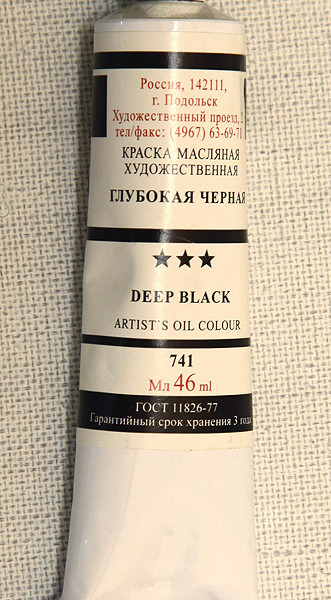 Россия, 142111,
г. Подольск
Художественный проезд, 2
тел/факс: (4967) 63-69-71
КРАСКА МАСЛЯНАЯ
ХУДОЖЕСТВЕННАЯ
ГЛУБОКАЯ ЧЕРНАЯ
DEEP BLACK
ARTIST`S OIL COLOUR
741
Мл 46 ml
ГОСТ 11826-77
Гарантийный срок хранения 3 года